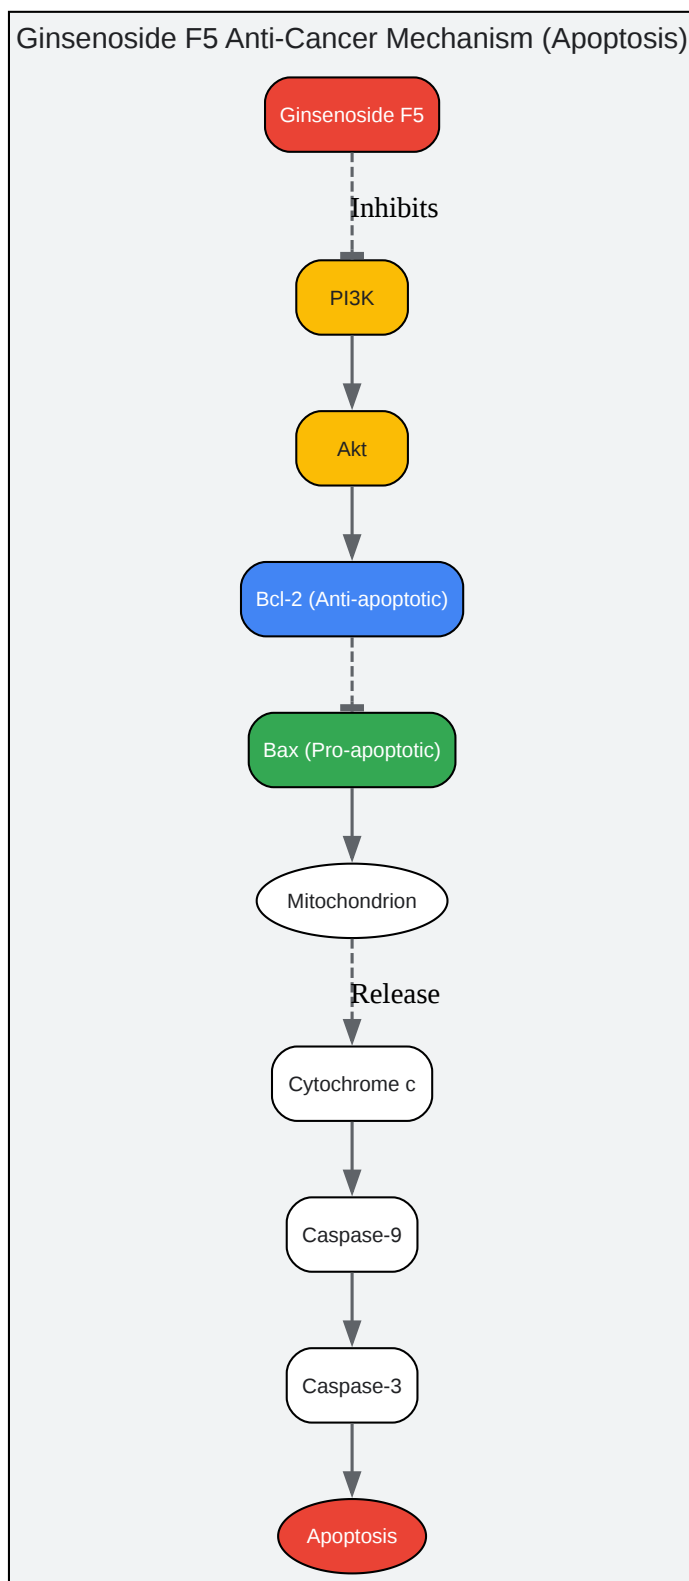 Ginsenoside F5 Anti-Cancer Mechanism (Apoptosis)
Ginsenoside F5
Inhibits
PI3K
Akt
Bcl-2 (Anti-apoptotic)
Bax (Pro-apoptotic)
Mitochondrion
Release
Cytochrome c
Caspase-9
Caspase-3
Apoptosis